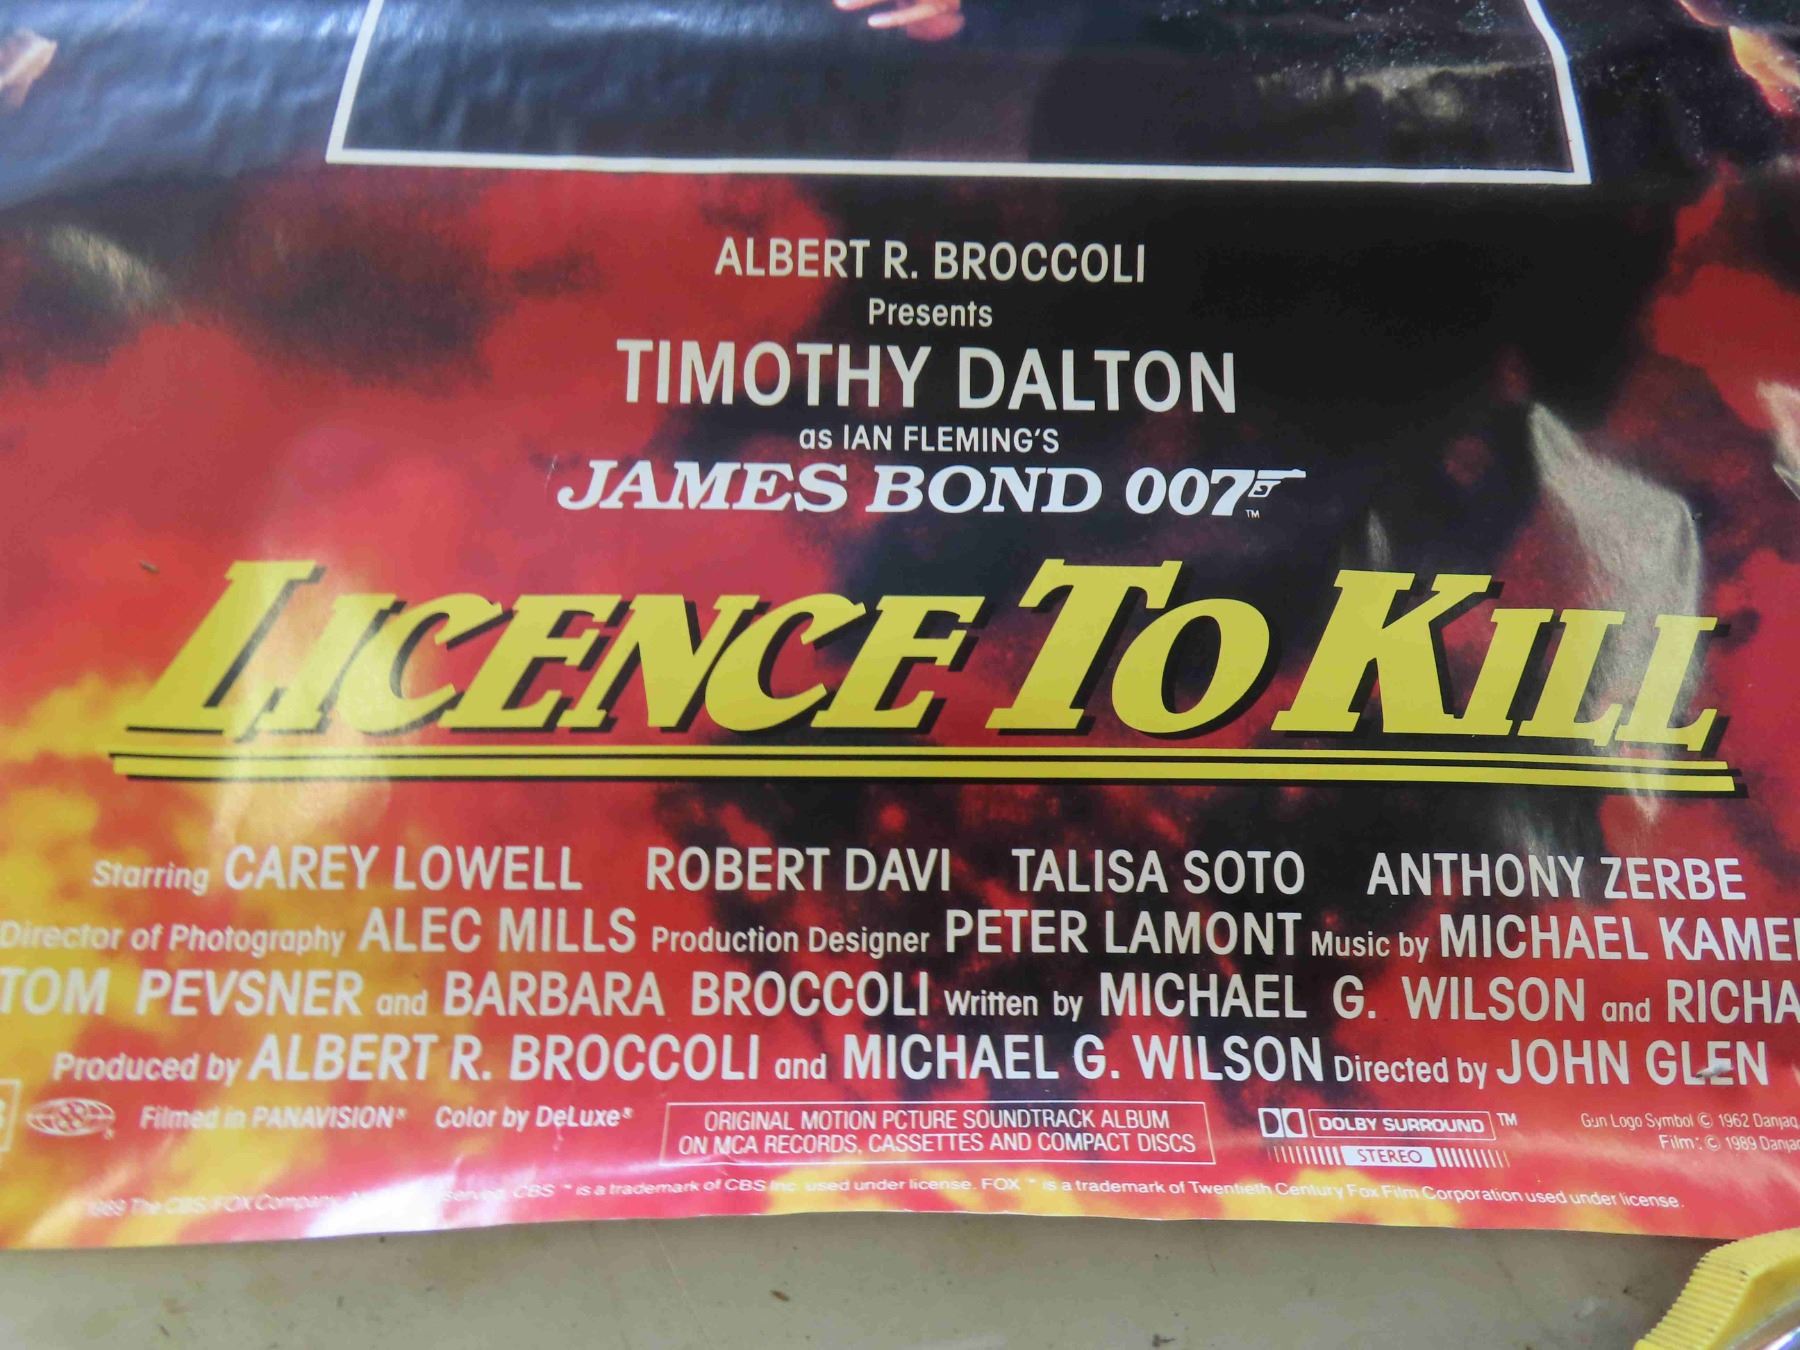 ALBERT R. BROCCOLI
Presents
TIMOTHY DALTON
as IAN FLEMING'S
JAMES BOND 007 ™
LICENCE TO KILL
Starring CAREY LOWELL ROBERT DAVI TALISA SOTO ANTHONY ZERBE
Director of Photography ALEC MILLS Production Designer PETER LAMONT Music by MICHAEL KAME
TOM PEVSNER and BARBARA BROCCOLI Written by MICHAEL G. WILSON and RICHA
Produced by ALBERT R. BROCCOLI and MICHAEL G. WILSON Directed by JOHN GLEN
Filmed in PANAVISION® Color by DeLuxe®
ORIGINAL MOTION PCTURE SOUNDTRACK ALBUM
ON MCA RECORDS, CASSETTES AND COMPACT DISCS
DOLBY SURROUND ™
STEREO
Gun Logo Symbol © 1962 Danjaq,
Film: © 1989 Danjaq
1989 The CBS/FOX Company. served. CBS ™ is a trademark of CBS Inc. used under license. FOX ™ is a trademark of Twentieth Century Fox Film Corporation used under license.